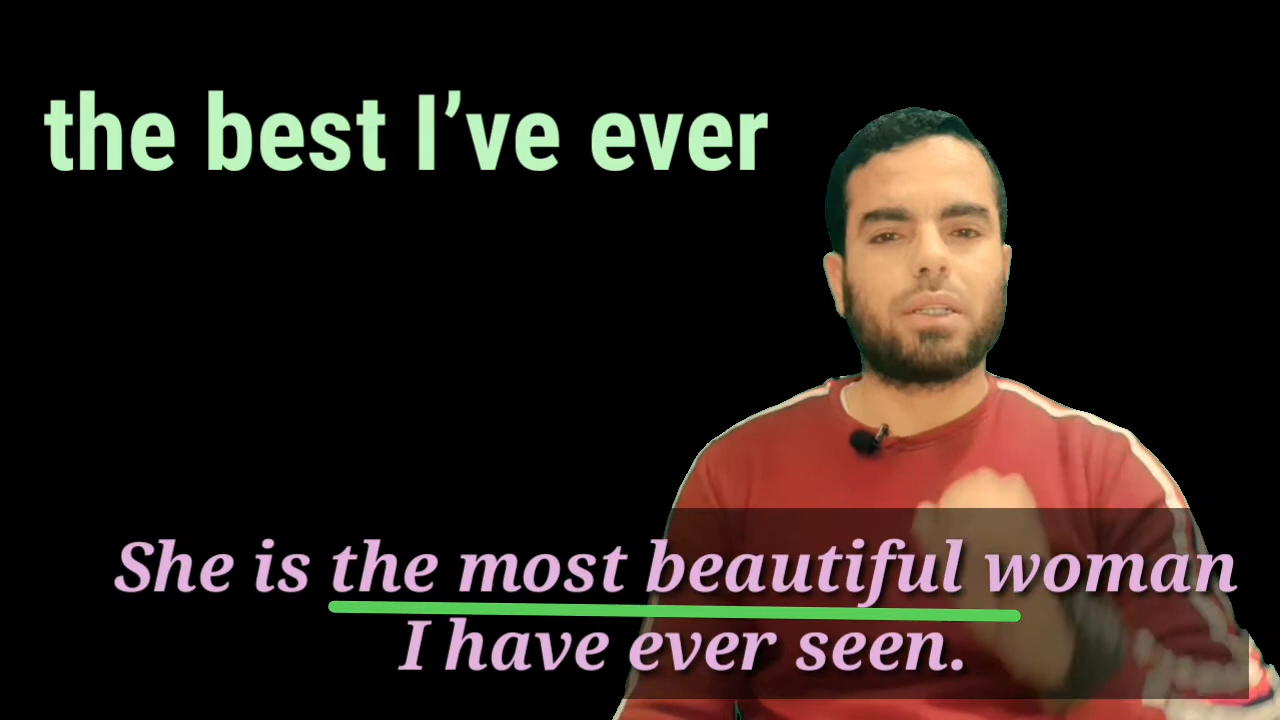 the best I’ve ever
She is the most beautiful woman
I have ever seen.